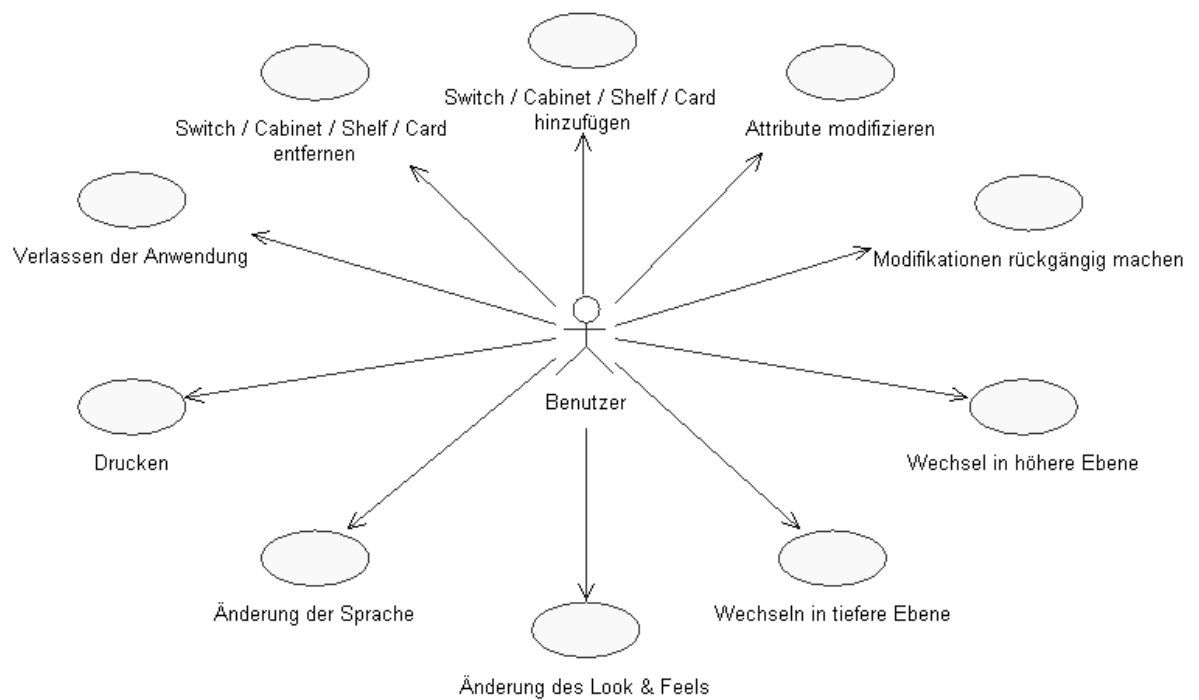 Switch / Cabinet / Shelf / Card
hinzufügen
Switch / Cabinet / Shelf / Card
entfernen
Attribute modifizieren
Verlassen der Anwendung
Modifikationen rückgängig machen
Benutzer
Drucken
Wechsel in höhere Ebene
Änderung der Sprache
Wechseln in tiefere Ebene
Änderung des Look & Feels